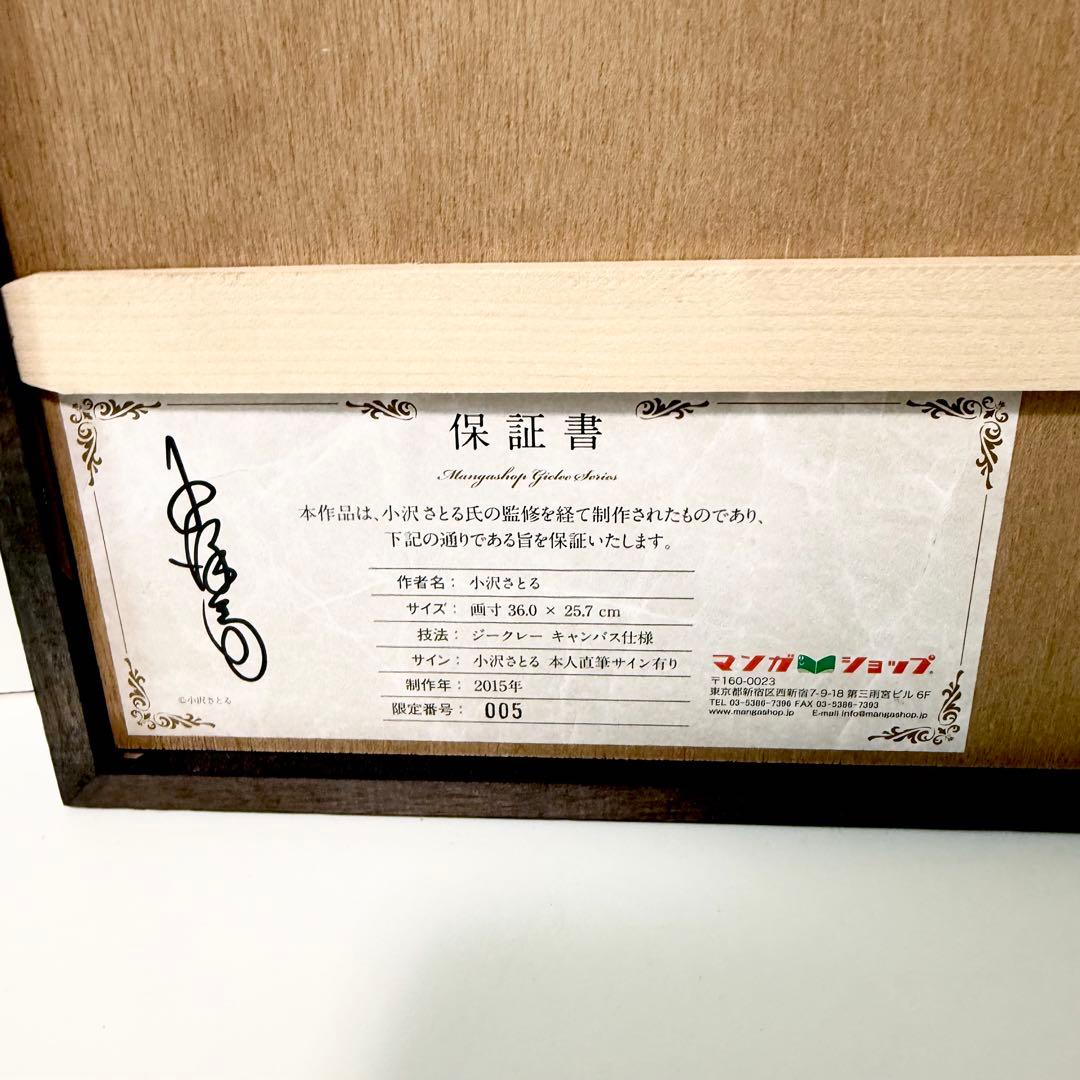 保証書
Mangashop Giclee Series
本作品は、小沢さとる氏の監修を経て制作されたものであり、
下記の通りである旨を保証いたします。
作者名： 小沢さとる
サイズ： 画寸 36.0 × 25.7 cm
技法： ジークレー キャンバス仕様
サイン： 小沢さとる 本人直筆サイン有り
制作年： 2015年
限定番号： 005
©小沢さとる
マンガショップ
〒160-0023
東京都新宿区西新宿7-9-18 第三雨宮ビル 6F
TEL 03-5386-7396 FAX 03-5386-7393
www.mangashop.jp E-mail info@mangashop.jp